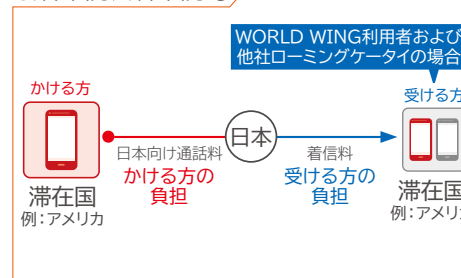 WORLD WING利用者および
他社ローミングケータイの場合
かける方
受ける方
日本
日本向け通話料
着信料
かける方の
負担
受ける方の
負担
滞在国
例：アメリカ
滞在国
例：アメリカ